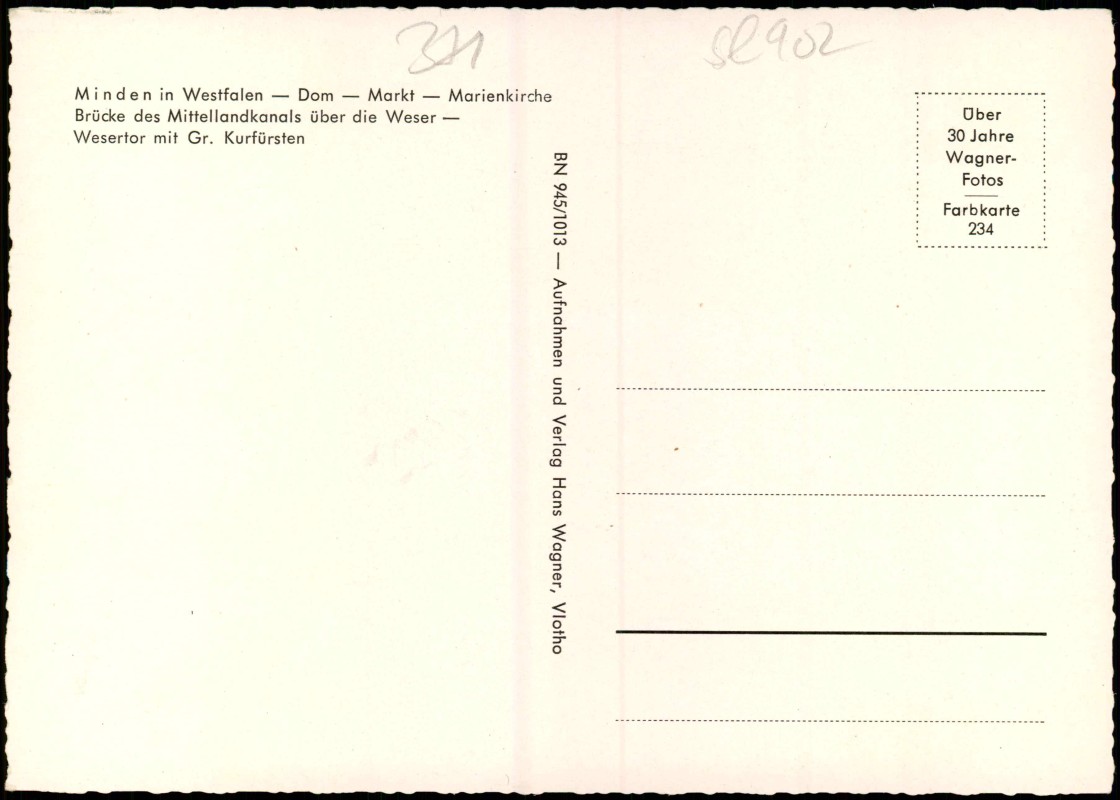 Minden in Westfalen — Dom — Markt — Marienkirche
Brücke des Mittellandkanals über die Weser —
Wesertor mit Gr. Kurfürsten
BN 945/1013 — Aufnahmen und Verlag Hans Wagner, Vlotho
Über
30 Jahre
Wagner-
Fotos
Farbkarte
234